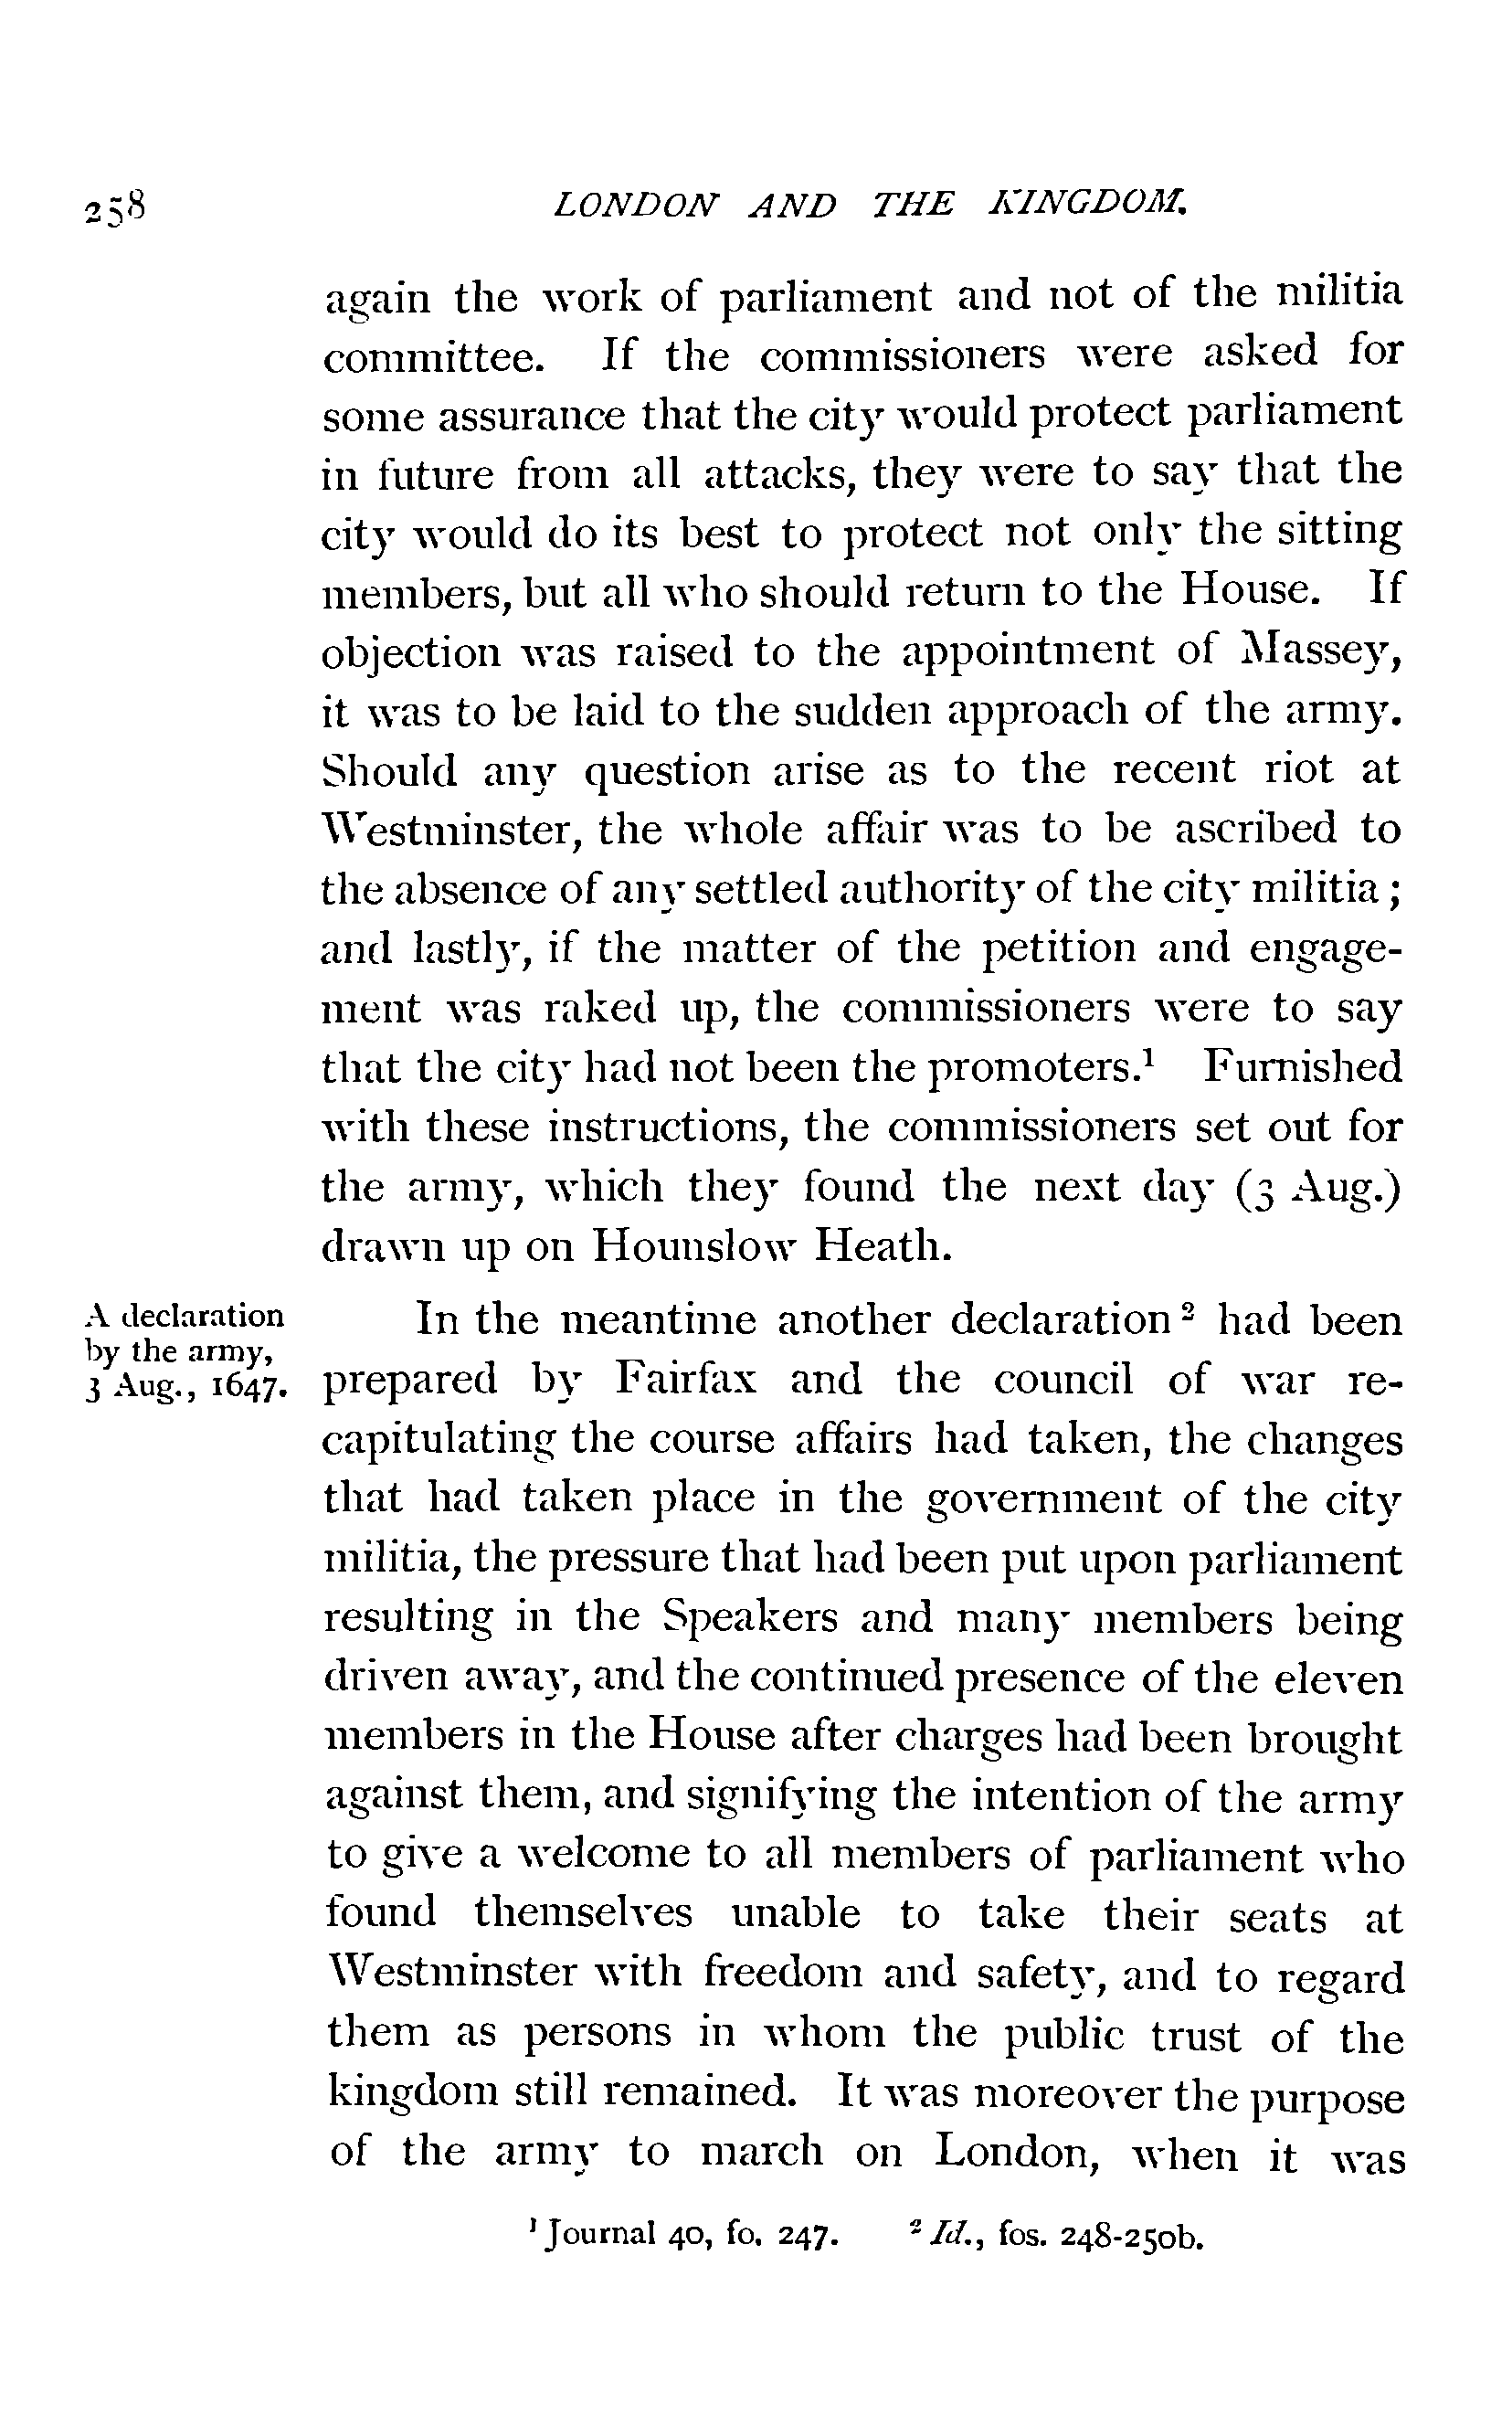 258 LONDON AND THE KINGDOM.
again the work of parliament and not of the militia
committee. If the commissioners were asked for
some assurance that the city would protect parliament
in future from all attacks, they were to say that the
city would do its best to protect not only the sitting
members, but all who should return to the House. If
objection was raised to the appointment of Massey,
it was to be laid to the sudden approach of the army.
Should any question arise as to the recent riot at
Westminster, the whole affair was to be ascribed to
the absence of any settled authority of the city militia;
and lastly, if the matter of the petition and engage-
ment was raked up, the commissioners were to say
that the city had not been the promoters.¹ Furnished
with these instructions, the commissioners set out for
the army, which they found the next day (3 Aug.)
drawn up on Hounslow Heath.
A declaration
by the army,
3 Aug., 1647.
In the meantime another declaration² had been
prepared by Fairfax and the council of war re-
capitulating the course affairs had taken, the changes
that had taken place in the government of the city
militia, the pressure that had been put upon parliament
resulting in the Speakers and many members being
driven away, and the continued presence of the eleven
members in the House after charges had been brought
against them, and signifying the intention of the army
to give a welcome to all members of parliament who
found themselves unable to take their seats at
Westminster with freedom and safety, and to regard
them as persons in whom the public trust of the
kingdom still remained. It was moreover the purpose
of the army to march on London, when it was
¹ Journal 40, fo. 247. ² Id., fos. 248-250b.